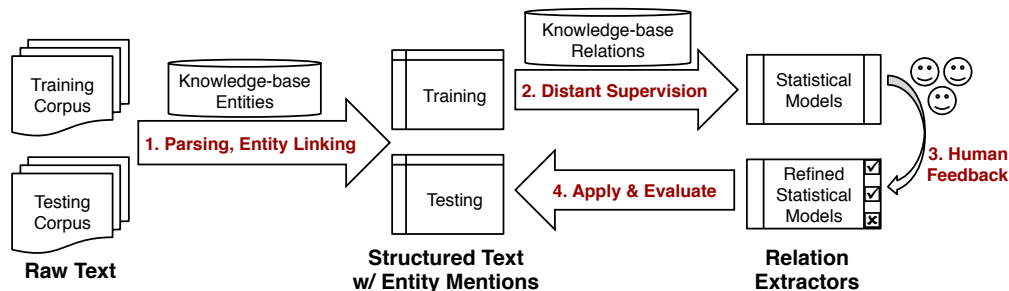 Training
Corpus
Knowledge-base
Entities
1. Parsing, Entity Linking
Testing
Corpus
Raw Text
Training
Testing
Structured Text
w/ Entity Mentions
Knowledge-base
Relations
2. Distant Supervision
4. Apply & Evaluate
Statistical
Models
3. Human
Feedback
Refined
Statistical
Models
Relation
Extractors